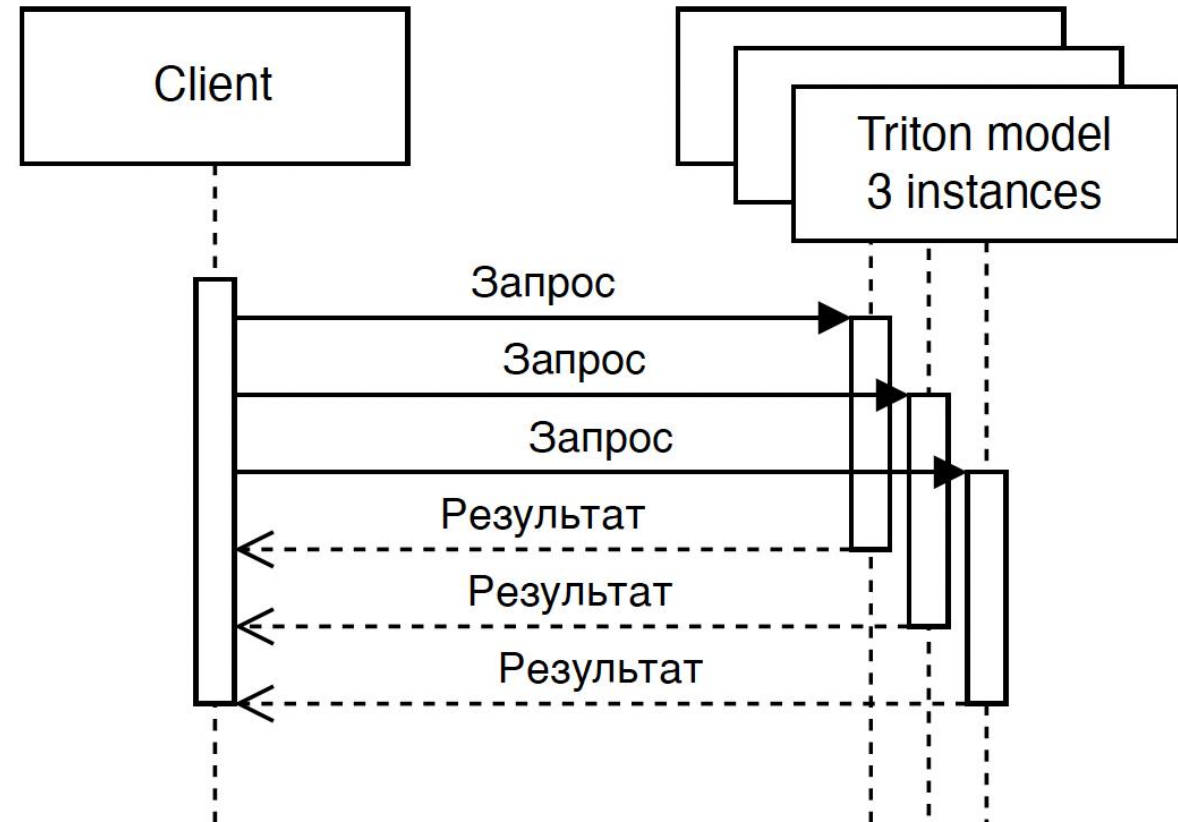 Client
Triton model
3 instances
Запрос
Запрос
Запрос
Результат
Результат
Результат